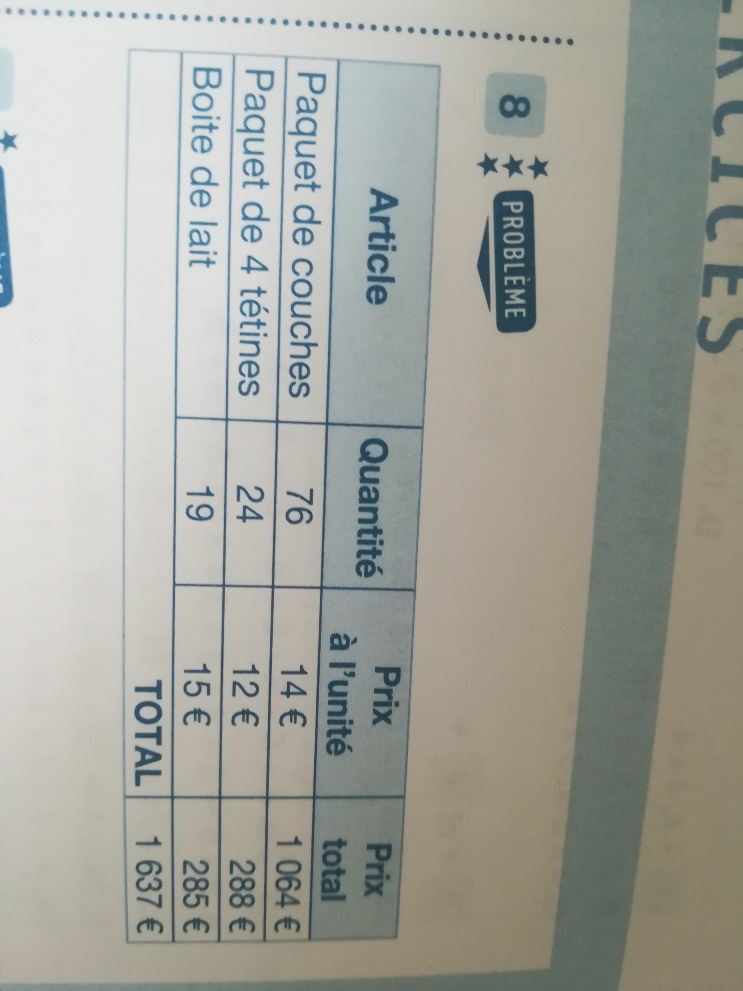 ERCICES
8 PROBLÈME
Article Quantité Prix à l'unité Prix total
Paquet de couches 76 14 € 1 064 €
Paquet de 4 tétines 24 12 € 288 €
Boite de lait 19 15 € 285 €
TOTAL 1 637 €